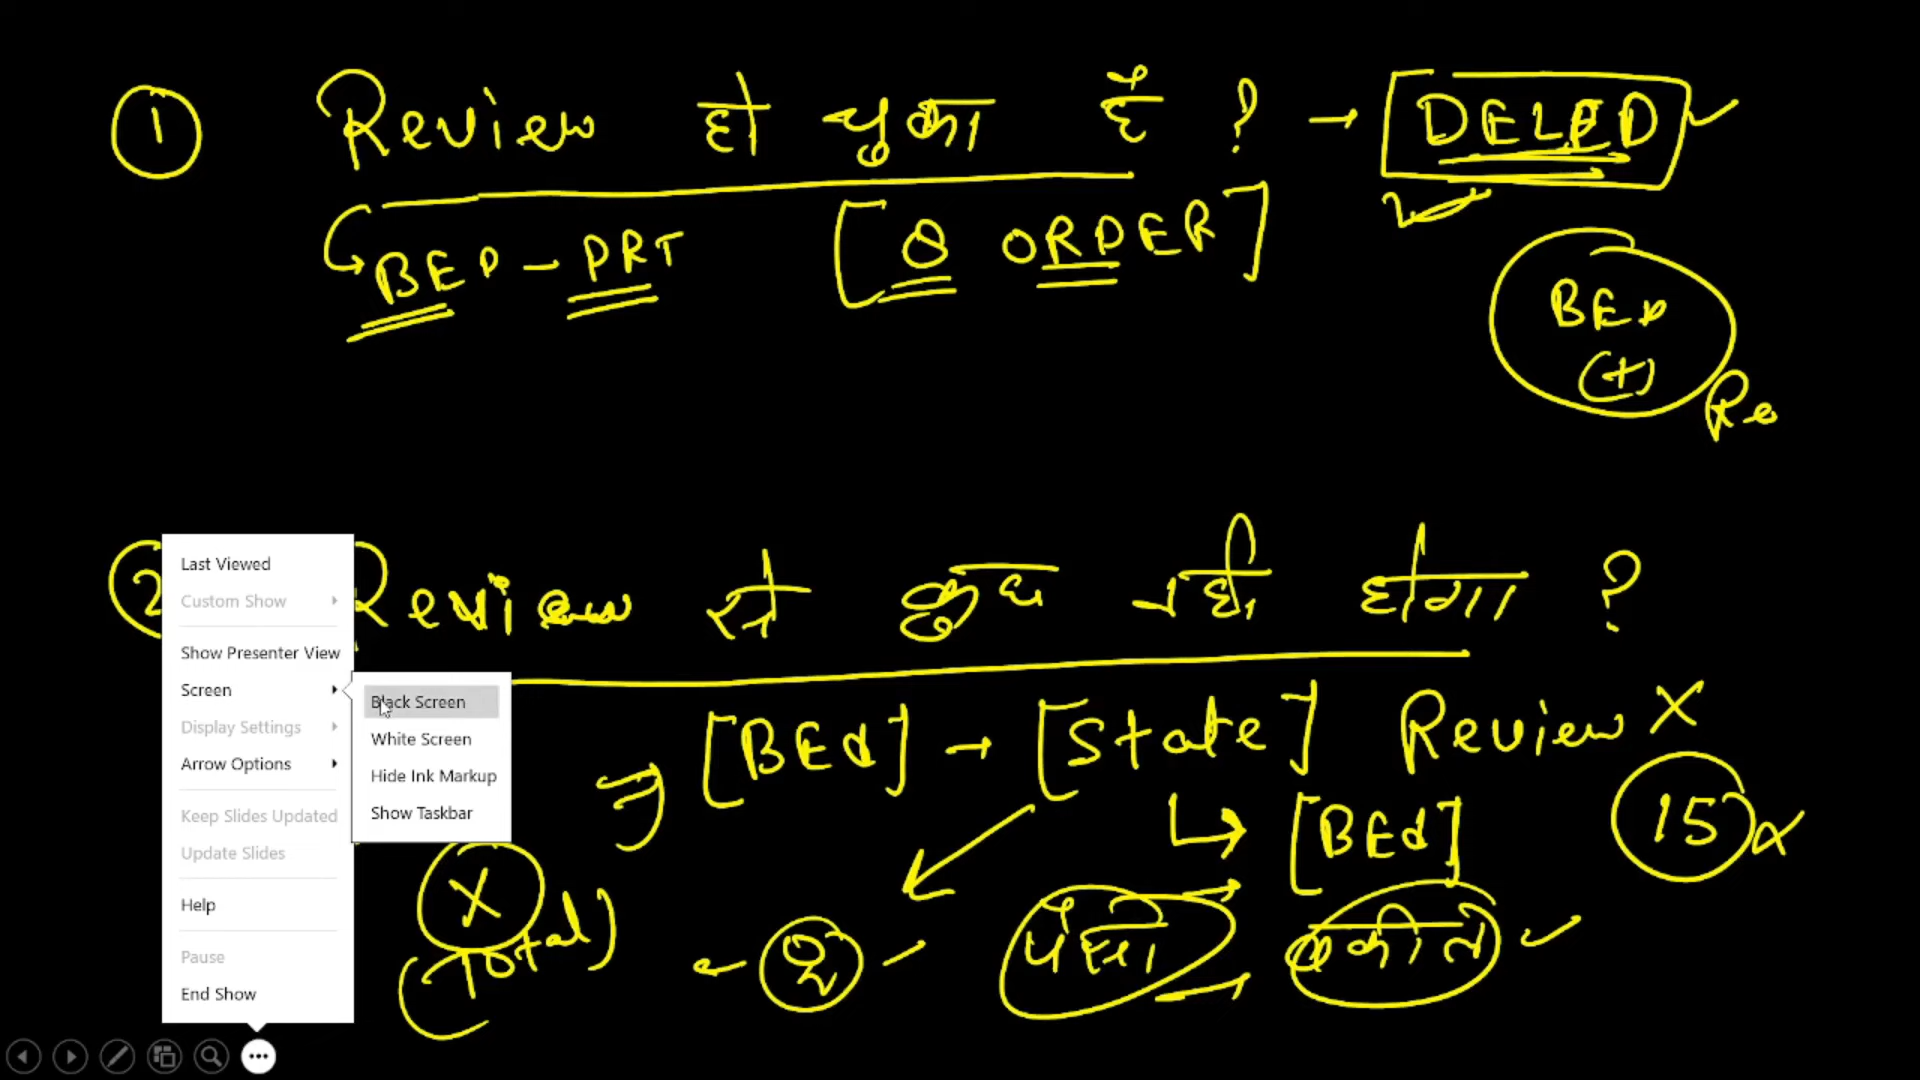 ① Review हो चुका है ? → DELED ✓
BED - PRT [O ORDER]
BEd
(+)
Re
② Review से कुछ नहीं होगा ?
Last Viewed
Custom Show
Show Presenter View
Screen
Display Settings
Arrow Options
Keep Slides Updated
Update Slides
Help
Pause
End Show
Black Screen
White Screen
Hide Ink Markup
Show Taskbar
⇒ [BEd] → [State] Review X
[BEd] 15 X
X
(Total)
2 पैसा → वकील ✓